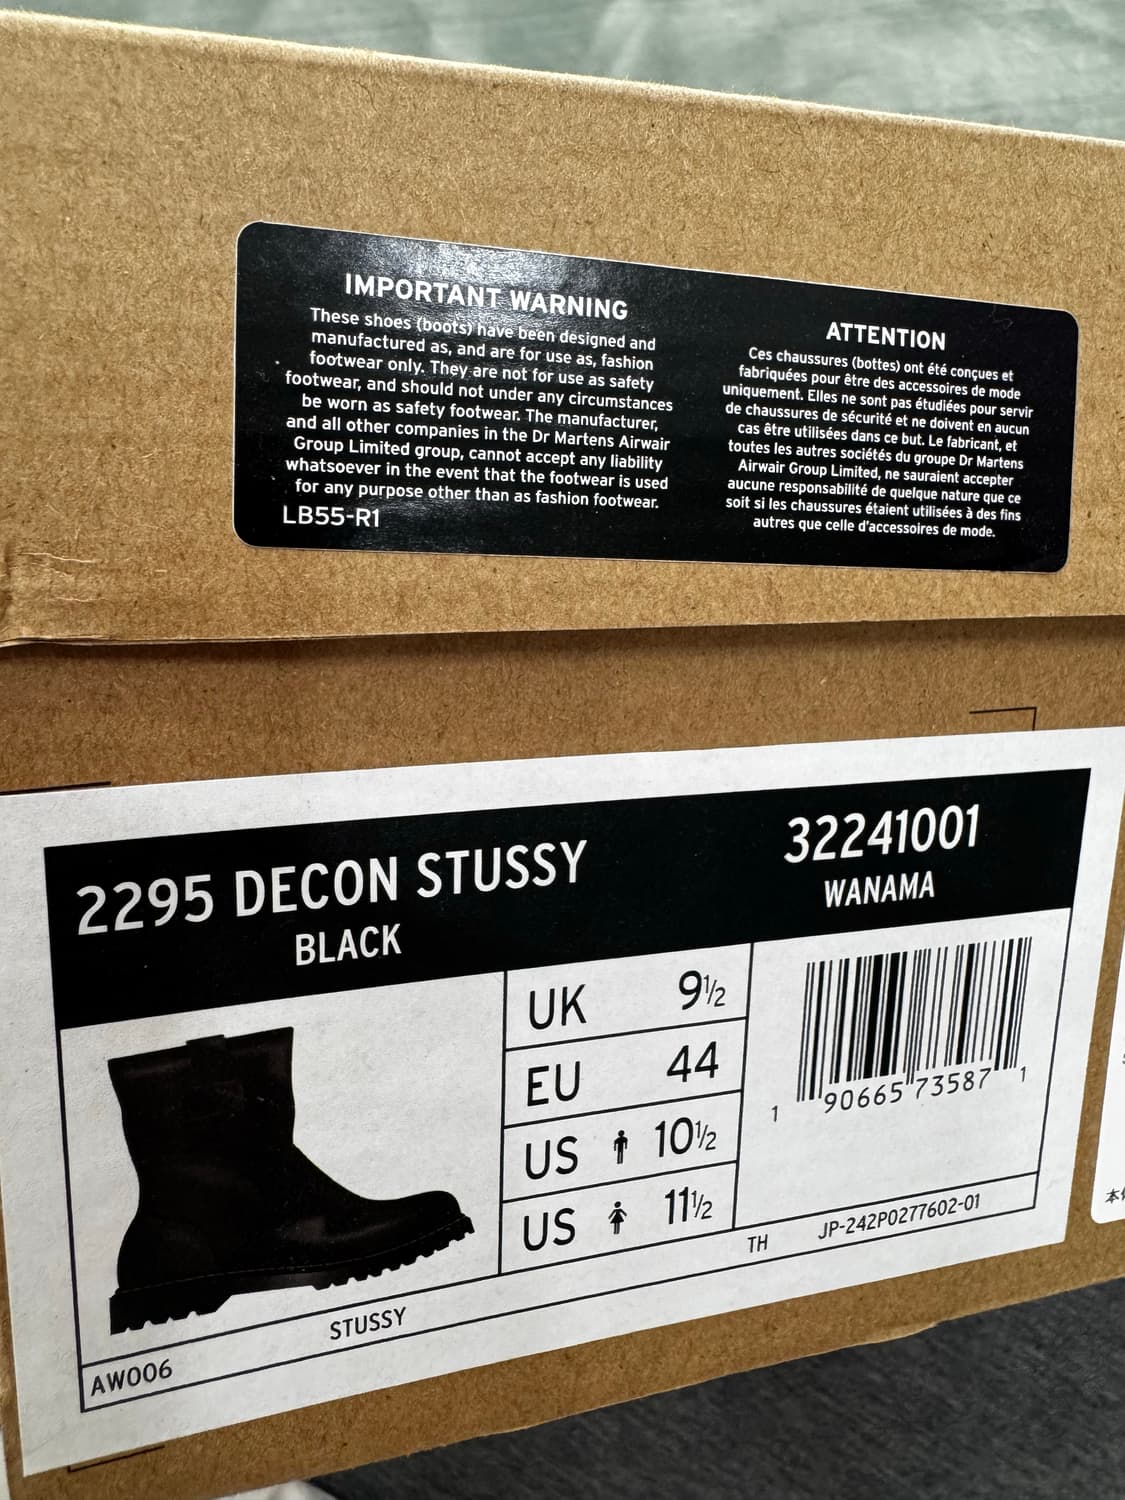 IMPORTANT WARNING
These shoes (boots) have been designed and
manufactured as, and are for use as, fashion
footwear only. They are not for use as safety
footwear, and should not under any circumstances
be worn as safety footwear. The manufacturer,
and all other companies in the Dr Martens Airwair
Group Limited group, cannot accept any liability
whatsoever in the event that the footwear is used
for any purpose other than as fashion footwear.
LB55-R1
ATTENTION
Ces chaussures (bottes) ont été conçues et
fabriquées pour être des accessoires de mode
uniquement. Elles ne sont pas étudiées pour servir
de chaussures de sécurité et ne doivent en aucun
cas être utilisées dans ce but. Le fabricant, et
toutes les autres sociétés du groupe Dr Martens
Airwair Group Limited, ne sauraient accepter
aucune responsabilité de quelque nature que ce
soit si les chaussures étaient utilisées à des fins
autres que celle d'accessoires de mode.
2295 DECON STUSSY
BLACK
32241001
WANAMA
UK 9½
EU 44
US 10½
US 11½
1 90665 73587 1
TH JP-242P0277602-01
STUSSY
AW006